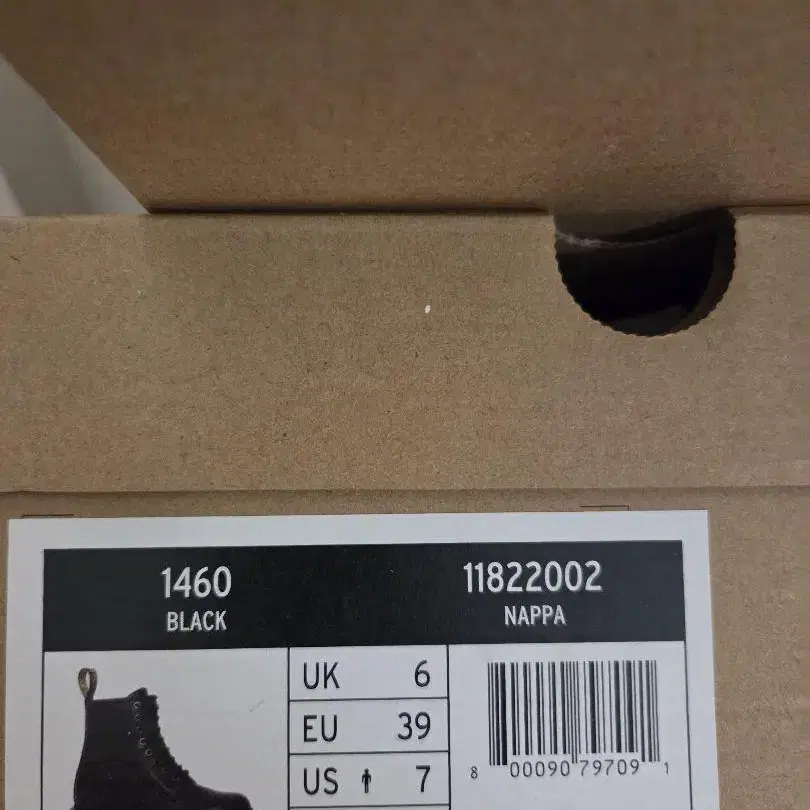 1460
BLACK
11822002
NAPPA
UK 6
EU 39
US 7
8 00090 79709 1